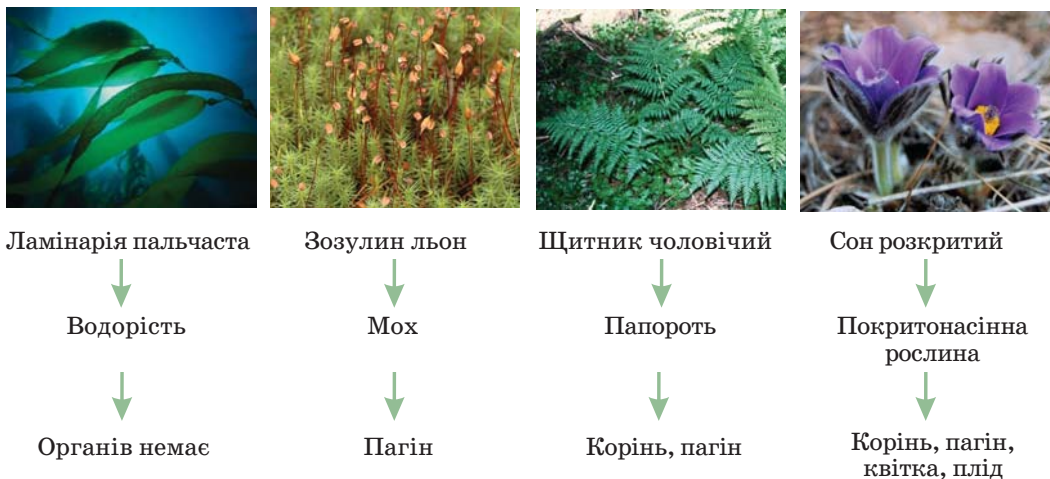 Ламінарія пальчаста
Зозулин льон
Щитник чоловічий
Сон розкритий
Водорість
Мох
Папороть
Покритонасінна
рослина
Органів немає
Пагін
Корінь, пагін
Корінь, пагін,
квітка, плід